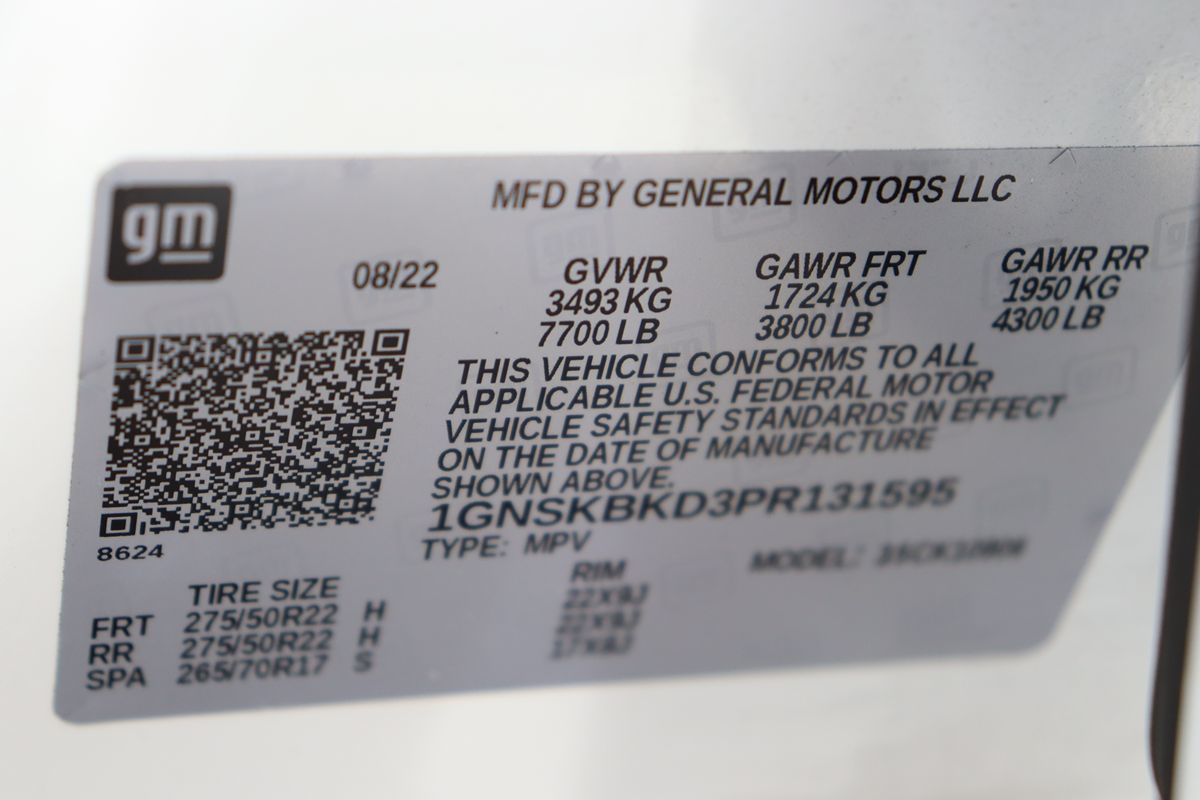 gm
MFD BY GENERAL MOTORS LLC
08/22 GVWR GAWR FRT GAWR RR
3493 KG 1724 KG 1950 KG
7700 LB 3800 LB 4300 LB
THIS VEHICLE CONFORMS TO ALL
APPLICABLE U.S. FEDERAL MOTOR
VEHICLE SAFETY STANDARDS IN EFFECT
ON THE DATE OF MANUFACTURE
SHOWN ABOVE.
1GNSKBKD3PR131595
8624
TYPE: MPV MODEL:
TIRE SIZE RIM
FRT 275/50R22 H 22X9J
RR 275/50R22 H 22X9J
SPA 265/70R17 S 17X8J